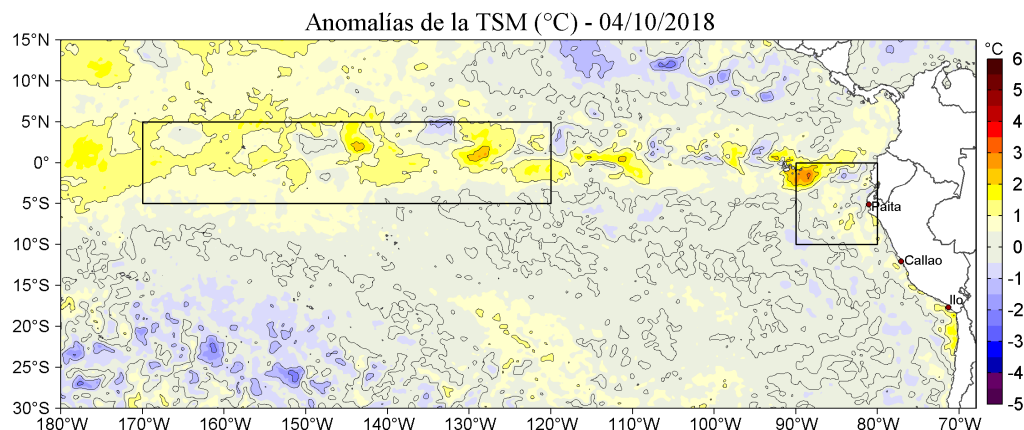 Anomalías de la TSM (°C) - 04/10/2018
15°N
10°N
5°N
0°
5°S
10°S
15°S
20°S
25°S
30°S
180°W
170°W
160°W
150°W
140°W
130°W
120°W
110°W
100°W
90°W
80°W
70°W
Paita
Callao
Ilo
°C
6
5
4
3
2
1
0
-1
-2
-3
-4
-5